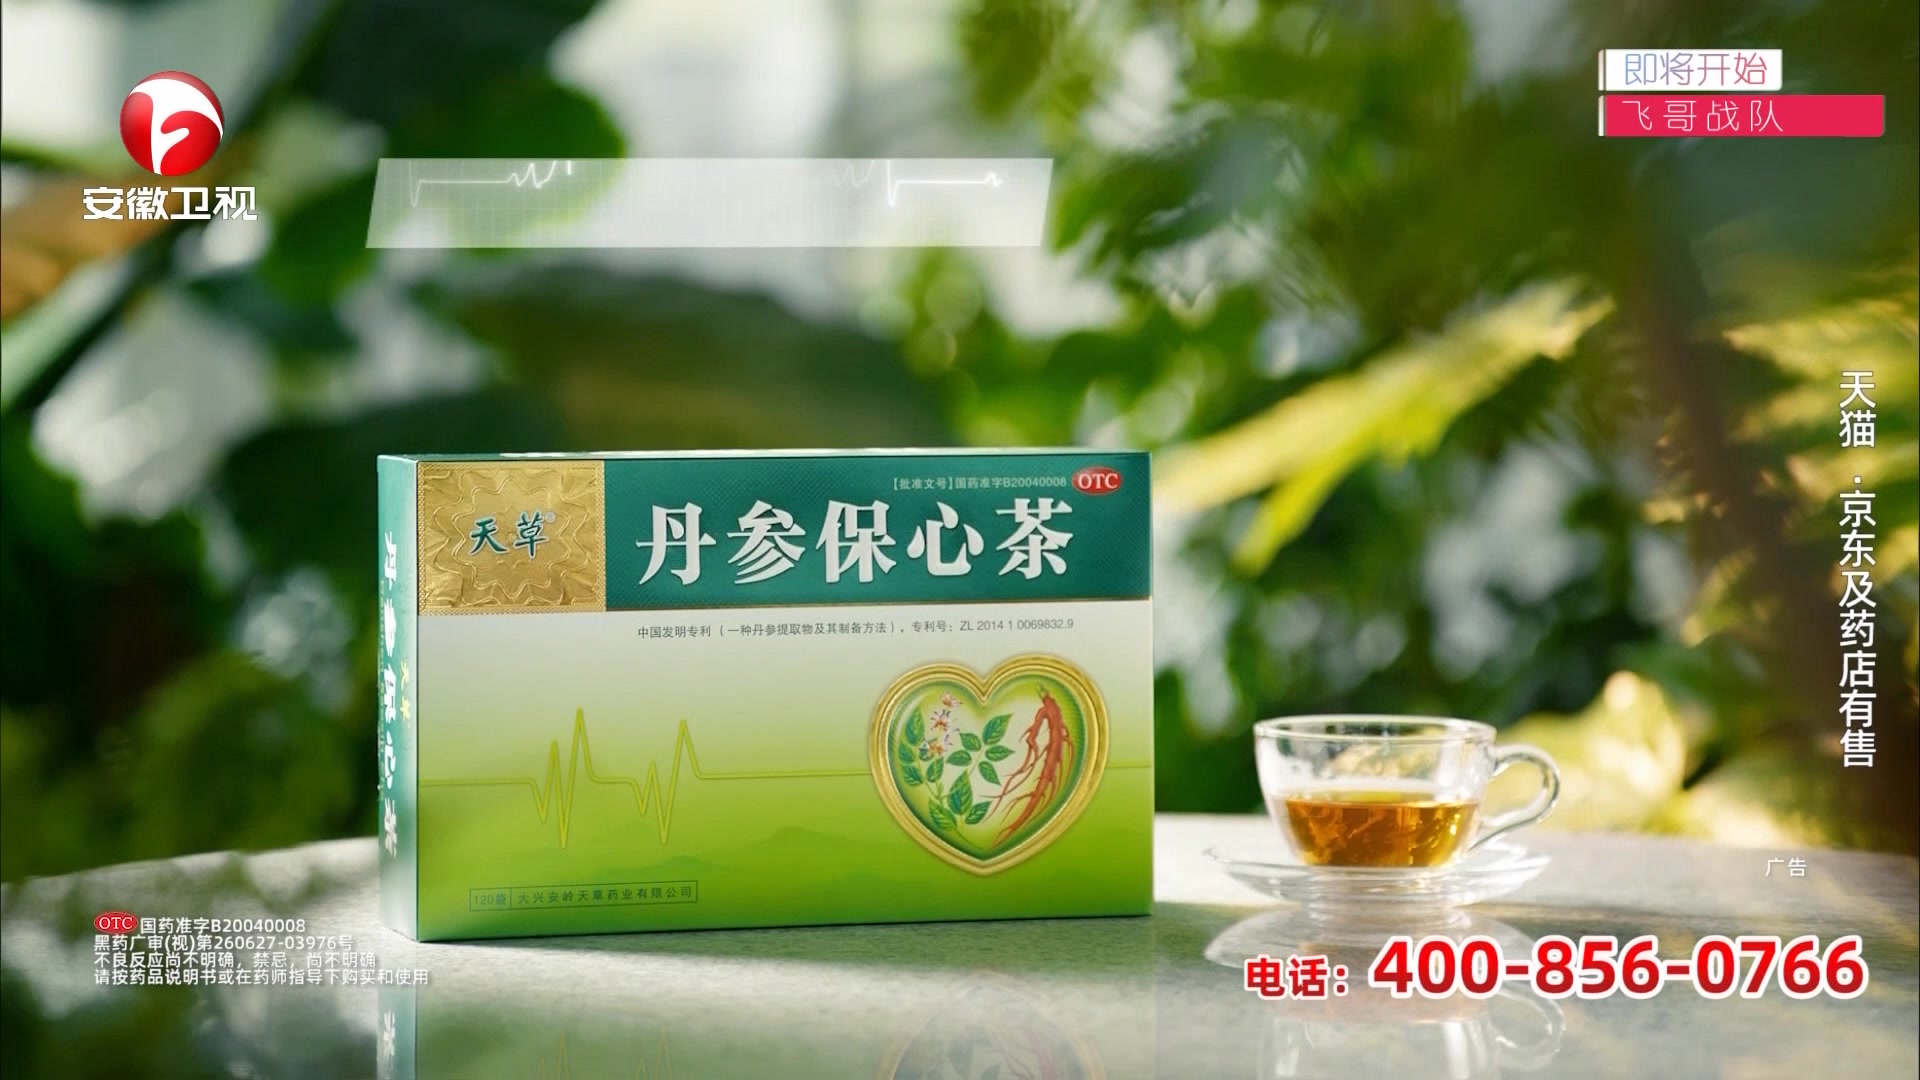 安徽卫视
即将开始
飞哥战队
天猫·京东及药店有售
【批准文号】国药准字B20040008 OTC
天草®
丹参保心茶
中国发明专利（一种丹参提取物及其制备方法），专利号：ZL 2014 1 0069832.9
天草
丹参保心茶
120袋 大兴安岭天草药业有限公司
广告
OTC 国药准字B20040008
黑药广审(视)第260627-03976号
不良反应尚不明确，禁忌，尚不明确
请按药品说明书或在药师指导下购买和使用
电话：400-856-0766